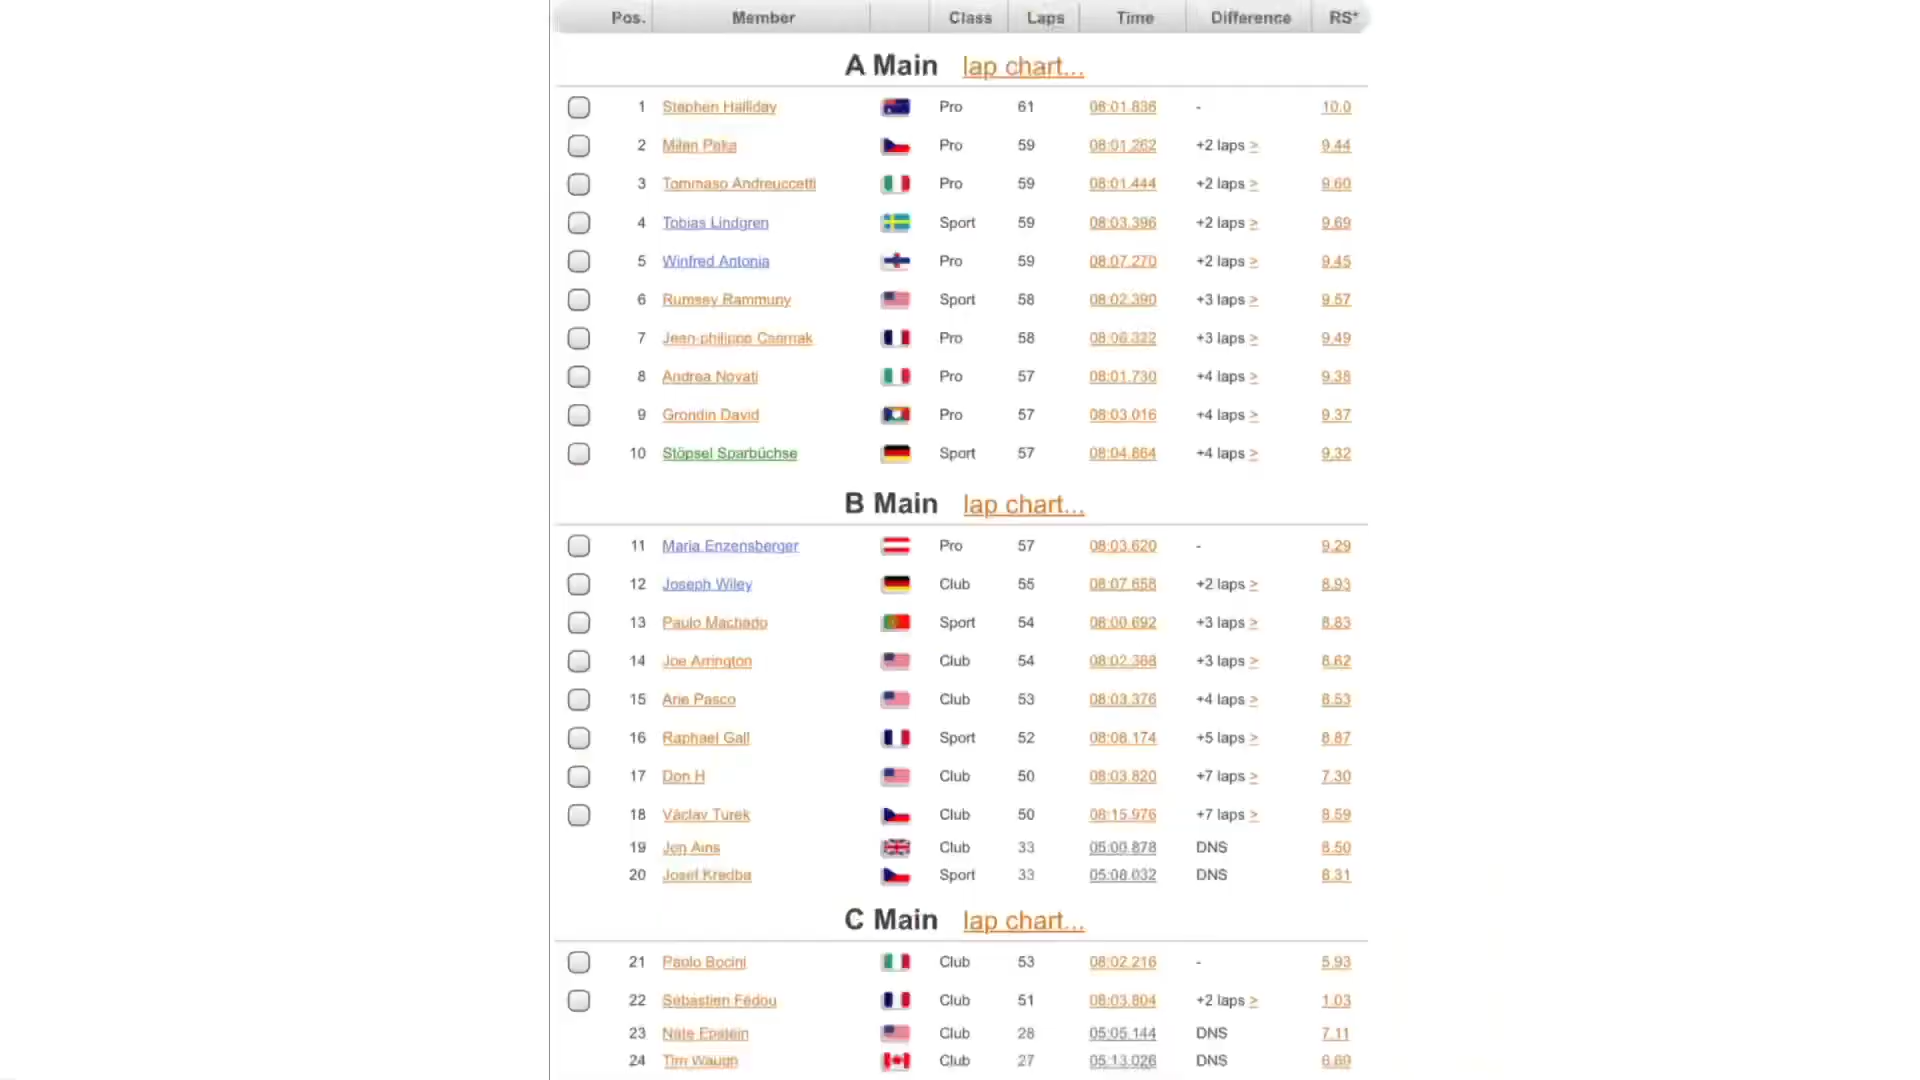 Pos. Member Class Laps Time Difference RS*
A Main lap chart...
1 Stephen Halliday Pro 61 08:01.836 - 10.0
2 Milan Peka Pro 59 08:01.262 +2 laps > 9.44
3 Tommaso Andreuccetti Pro 59 08:01.444 +2 laps > 9.60
4 Tobias Lindgren Sport 59 08:03.396 +2 laps > 9.69
5 Winfred Antonia Pro 59 08:07.270 +2 laps > 9.45
6 Rumsey Rammuny Sport 58 08:02.390 +3 laps > 9.57
7 Jean-philippe Pro 58 08:06.322 +3 laps > 9.49
8 Andrea Novati Pro 57 08:01.730 +4 laps > 9.38
9 Grondin David Pro 57 08:03.016 +4 laps > 9.37
10 Stöpsel Sparbüchse Sport 57 08:04.864 +4 laps > 9.32
B Main lap chart...
11 Maria Enzensberger Pro 57 08:03.620 - 9.29
12 Joseph Wiley Club 55 08:07.658 +2 laps > 8.93
13 Paulo Machado Sport 54 08:00.692 +3 laps > 8.83
14 Joe Arrington Club 54 08:02.388 +3 laps > 8.62
15 Arie Pasco Club 53 08:03.376 +4 laps > 8.53
16 Raphael Gall Sport 52 08:08.174 +5 laps > 8.87
17 Don H Club 50 08:03.820 +7 laps > 7.30
18 Václav Turek Club 50 08:15.976 +7 laps > 8.59
19 Jon Ains Club 33 05:00.878 DNS 8.50
20 Josef Kredba Sport 33 05:08.032 DNS 8.31
C Main lap chart...
21 Paolo Bocini Club 53 08:02.216 - 5.93
22 Sébastien Fédou Club 51 08:03.804 +2 laps > 1.03
23 Nate Epstein Club 28 05:05.144 DNS 7.11
24 Tim Waugh Club 27 05:13.026 DNS